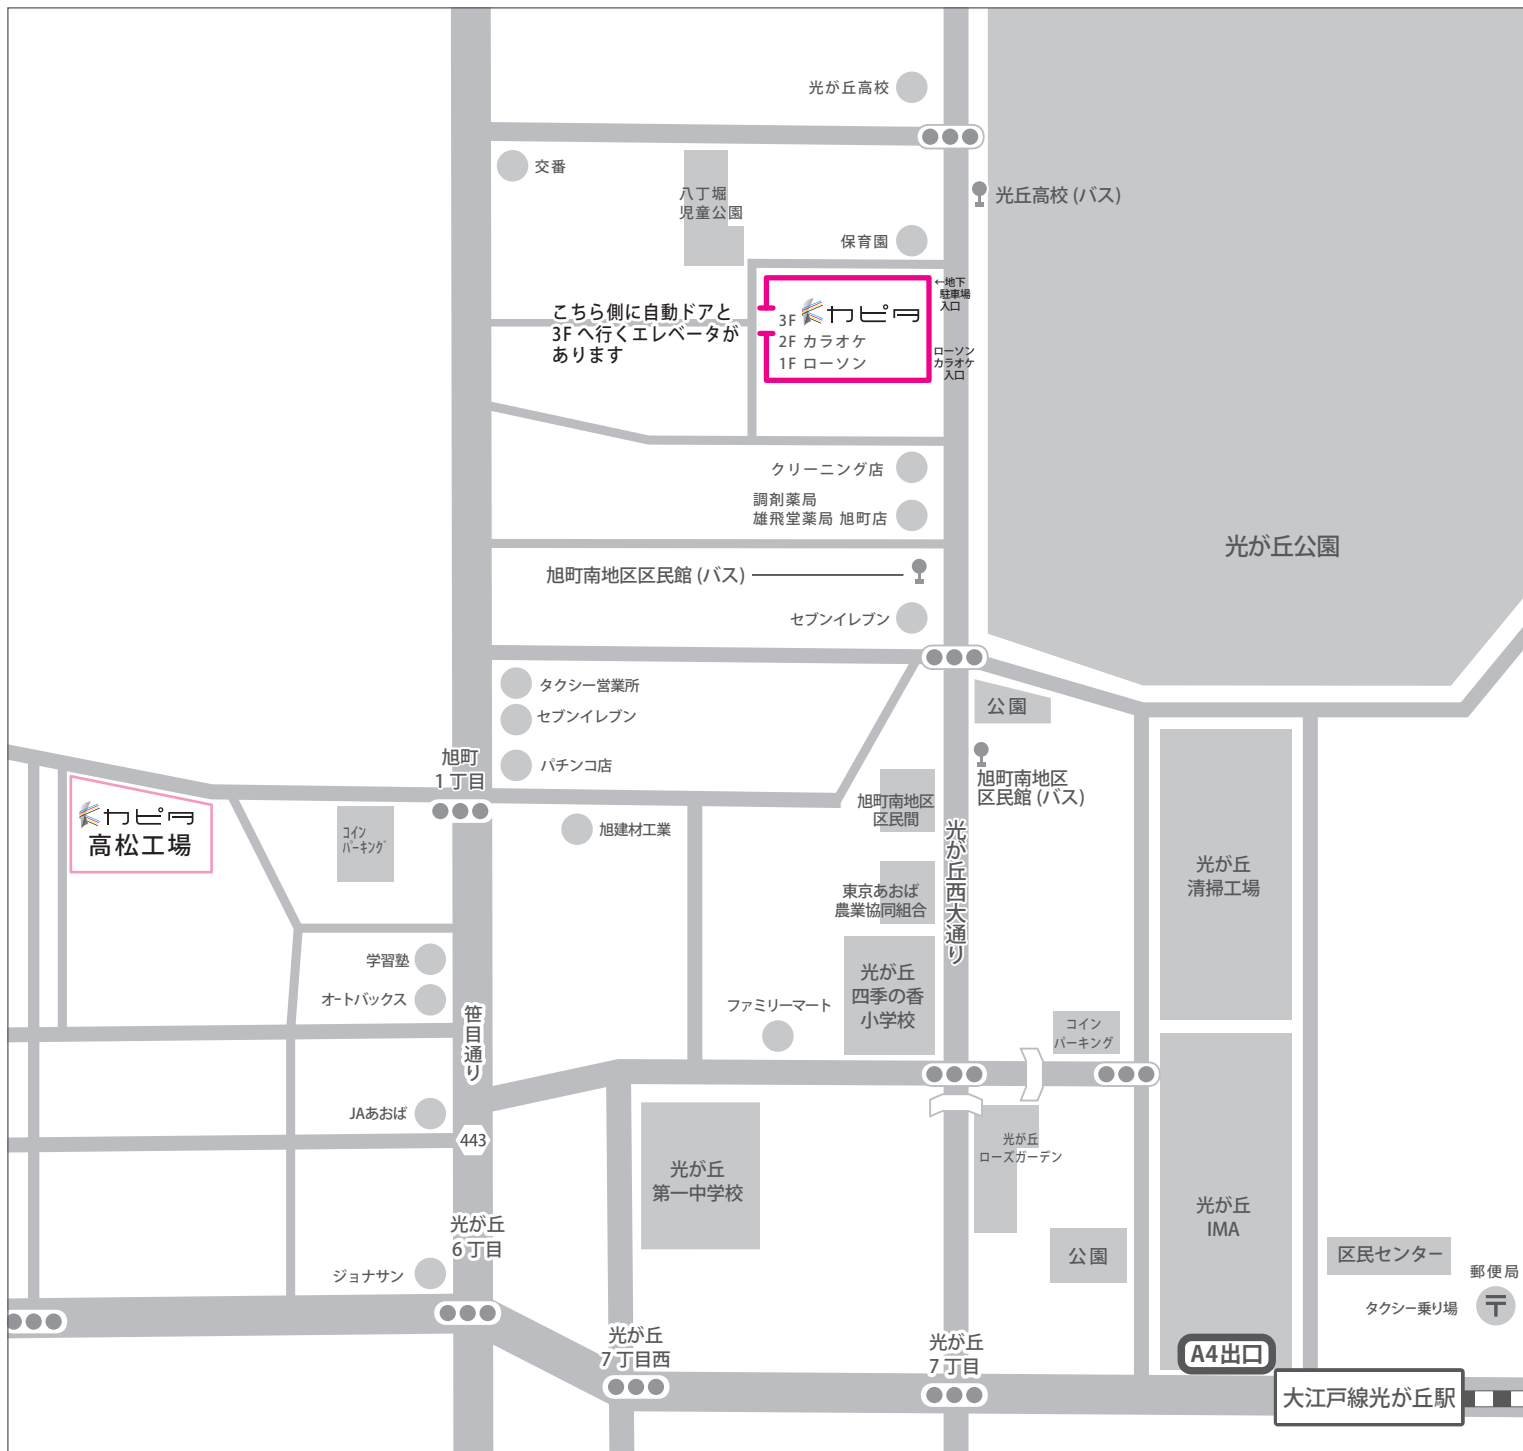 光が丘高校
交番
八丁堀
児童公園
光丘高校 (バス)
保育園
←地下
駐車場
入口
こちら側に自動ドアと
3F へ行くエレベータが
あります
3F カピタ
2F カラオケ
1F ローソン
ローソン
カラオケ
入口
クリーニング店
調剤薬局
雄飛堂薬局 旭町店
光が丘公園
旭町南地区区民館 (バス)
セブンイレブン
タクシー営業所
セブンイレブン
パチンコ店
公園
旭町
1 丁目
旭町南地区
区民館 (バス)
旭町南地区
区民間
カピタ
高松工場
コイン
パーキング
旭建材工業
光が丘西大通り
光が丘
清掃工場
東京あおば
農業協同組合
学習塾
オートバックス
笹目通り
ファミリーマート
光が丘
四季の香
小学校
コイン
パーキング
JAあおば
443
光が丘
第一中学校
光が丘
ローズガーデン
光が丘
IMA
光が丘
6 丁目
公園
区民センター
郵便局
〒
タクシー乗り場
ジョナサン
光が丘
7 丁目西
光が丘
7 丁目
A4出口
大江戸線光が丘駅